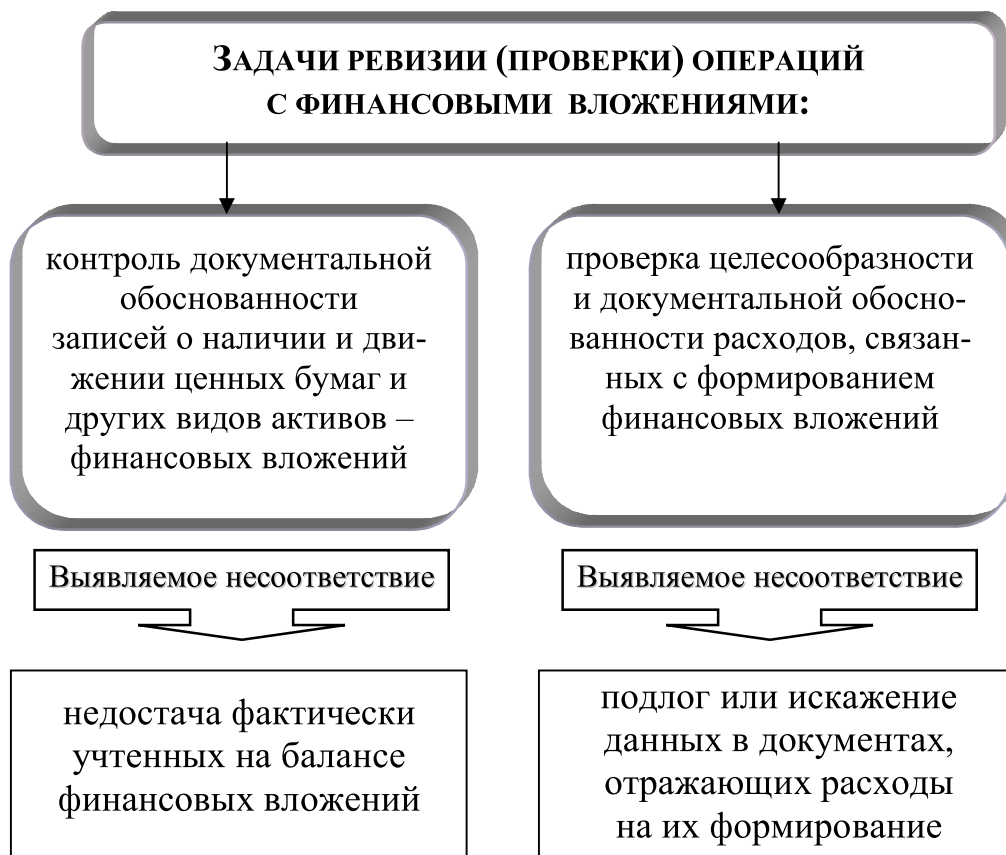 ЗАДАЧИ РЕВИЗИИ (ПРОВЕРКИ) ОПЕРАЦИЙ
С ФИНАНСОВЫМИ ВЛОЖЕНИЯМИ:
контроль документальной
обоснованности
записей о наличии и дви-
жении ценных бумаг и
других видов активов –
финансовых вложений
проверка целесообразности
и документальной обосно-
ванности расходов, связан-
ных с формированием
финансовых вложений
Выявляемое несоответствие
Выявляемое несоответствие
недостача фактически
учтенных на балансе
финансовых вложений
подлог или искажение
данных в документах,
отражающих расходы
на их формирование